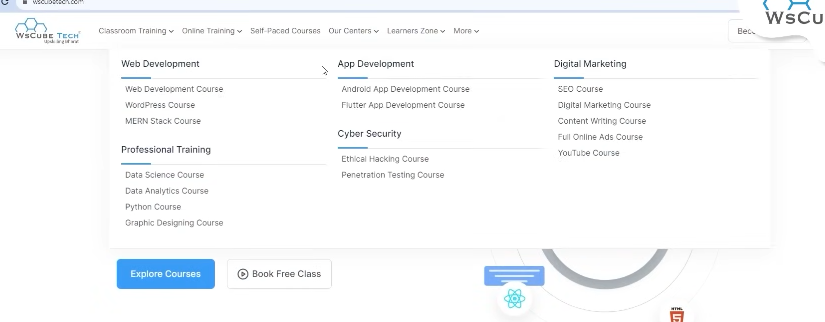 wscubetech.com
WsCu
WSCUBE TECH
Upskilling Bharat
Classroom Training Online Training Self-Paced Courses Our Centers Learners Zone More
Web Development
Web Development Course
WordPress Course
MERN Stack Course
Professional Training
Data Science Course
Data Analytics Course
Python Course
Graphic Designing Course
App Development
Android App Development Course
Flutter App Development Course
Cyber Security
Ethical Hacking Course
Penetration Testing Course
Digital Marketing
SEO Course
Digital Marketing Course
Content Writing Course
Full Online Ads Course
YouTube Course
Explore Courses
Book Free Class
HTML
5